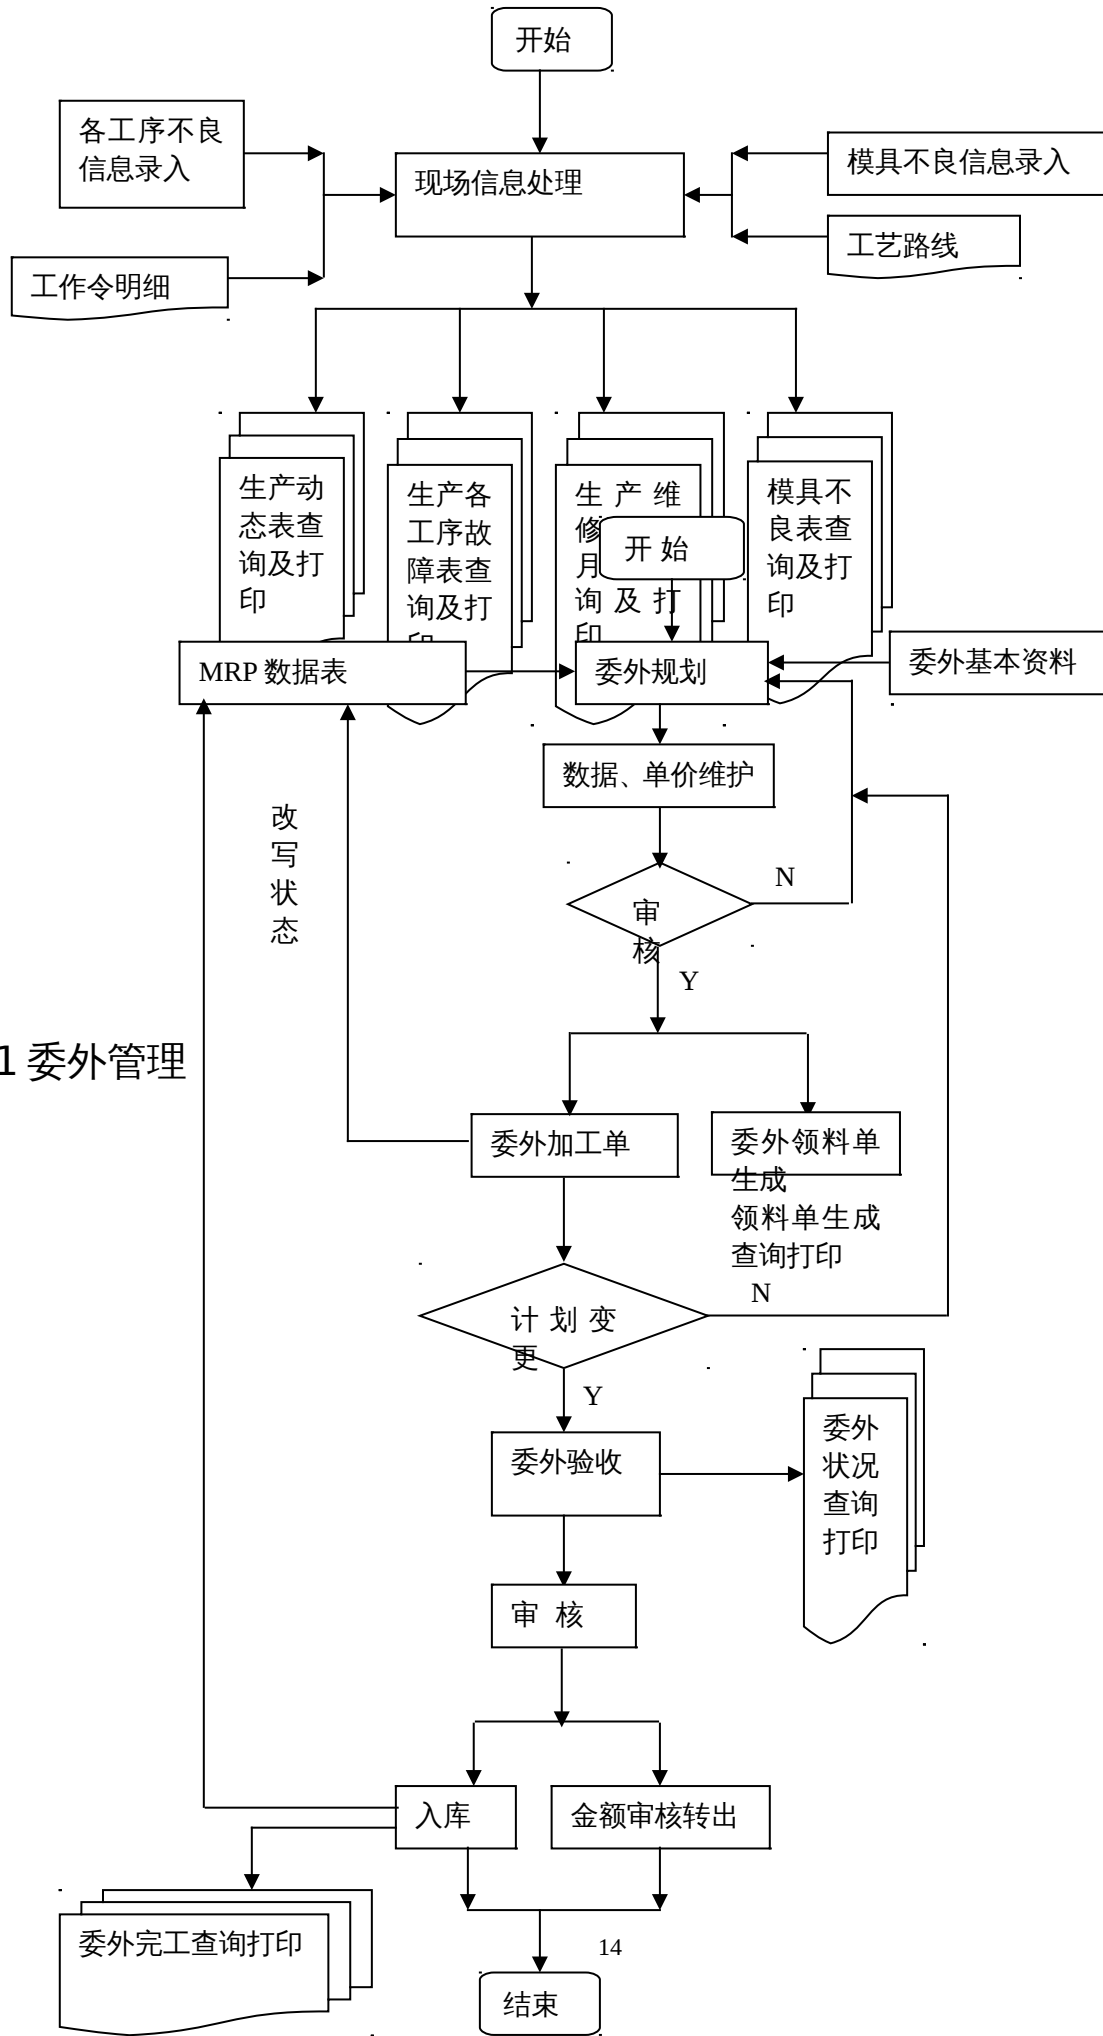 开始
各工序不良
信息录入
现场信息处理
模具不良信息录入
工艺路线
工作令明细
生产动
态表查
询及打
印
生产各
工序故
障表查
询及打
印
生产维
修
月
询及打
印
模具不
良表查
询及打
印
开始
MRP 数据表
委外规划
委外基本资料
数据、单价维护
改
写
状
态
N
审
核
Y
1 委外管理
委外加工单
委外领料单
生成
领料单生成
查询打印
N
计划变
更
Y
委外
状况
查询
打印
委外验收
审 核
入库
金额审核转出
委外完工查询打印
14
结束